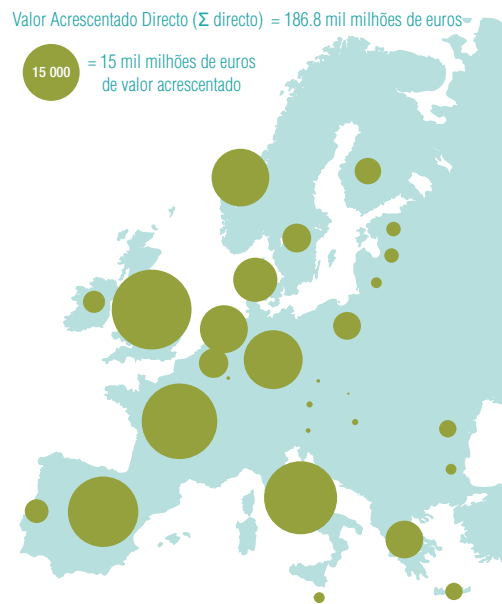 Valor Acrescentado Directo (Σ directo) = 186.8 mil milhões de euros
15 000
= 15 mil milhões de euros
de valor acrescentado